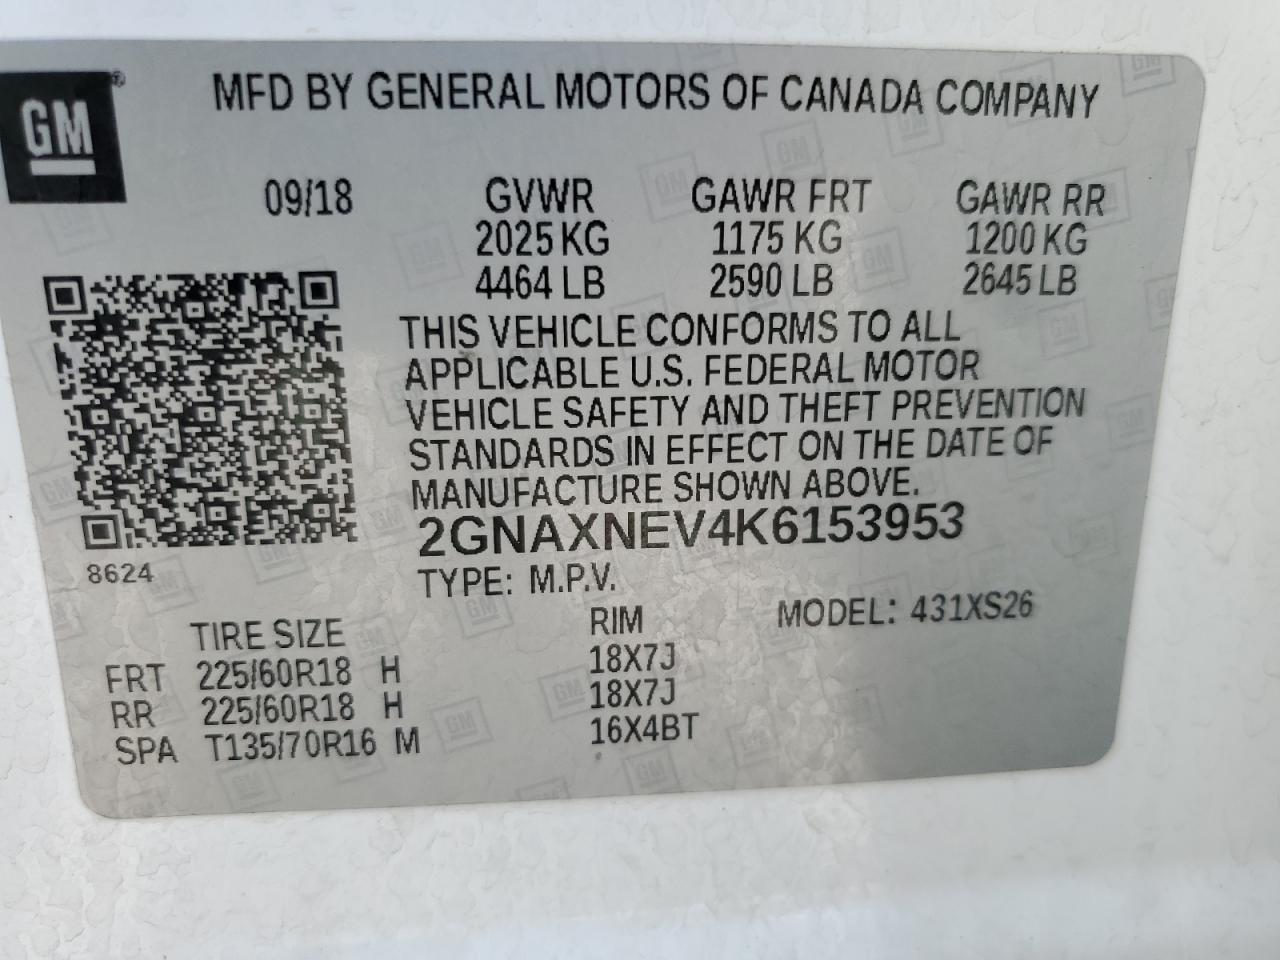 GM®
MFD BY GENERAL MOTORS OF CANADA COMPANY
09/18 GVWR GAWR FRT GAWR RR
2025 KG 1175 KG 1200 KG
4464 LB 2590 LB 2645 LB
THIS VEHICLE CONFORMS TO ALL
APPLICABLE U.S. FEDERAL MOTOR
VEHICLE SAFETY AND THEFT PREVENTION
STANDARDS IN EFFECT ON THE DATE OF
MANUFACTURE SHOWN ABOVE.
2GNAXNEV4K6153953
8624
TYPE: M.P.V.
TIRE SIZE RIM MODEL: 431XS26
FRT 225/60R18 H 18X7J
RR 225/60R18 H 18X7J
SPA T135/70R16 M 16X4BT